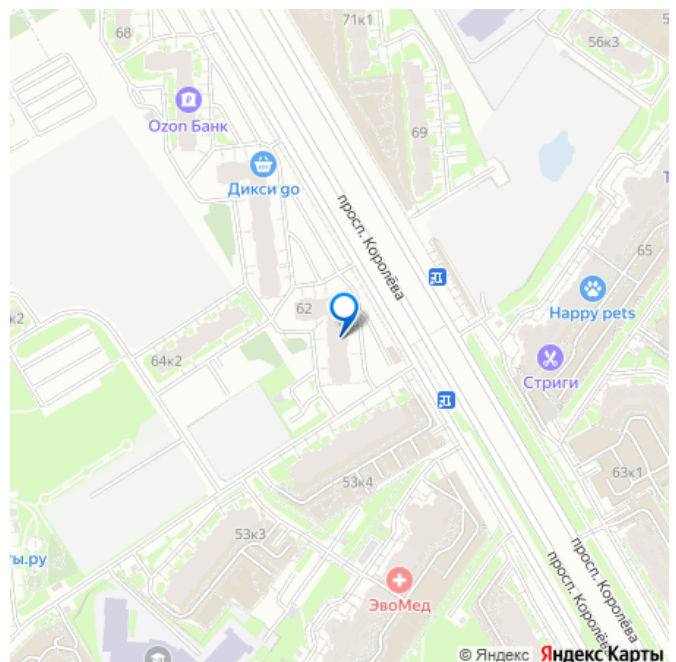 71к1
68
56к3
Ozon Банк
69
Дикси go
просп. Королёва
65
62
Happy pets
64к2
Стриги
53к4
63к1
53к3
ты.ру
просп. Королёва
просп. Королёва
ЭвоМед
© Яндекс Яндекс Карты